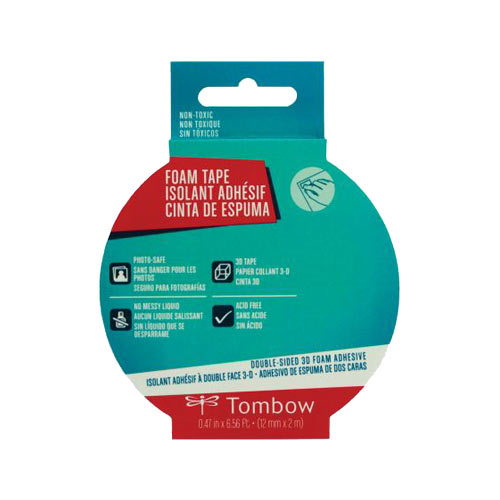 NON-TOXIC
NON TOXIQUE
SIN TÓXICOS
FOAM TAPE
ISOLANT ADHÉSIF
CINTA DE ESPUMA
PHOTO-SAFE
SANS DANGER POUR LES
PHOTOS
SEGURO PARA FOTOGRAFÍAS
3D TAPE
PAPIER COLLANT 3-D
CINTA 3D
NO MESSY LIQUID
AUCUN LIQUIDE SALISSANT
SIN LÍQUIDO QUE SE
DESPARRAME
ACID FREE
SANS ACIDE
SIN ÁCIDO
DOUBLE-SIDED 3D FOAM ADHESIVE
ISOLANT ADHÉSIF À DOUBLE FACE 3-D • ADHESIVO DE ESPUMA DE DOS CARAS
Tombow
0.47 in x 6.56 Ft. • (12 mm x 2 m)